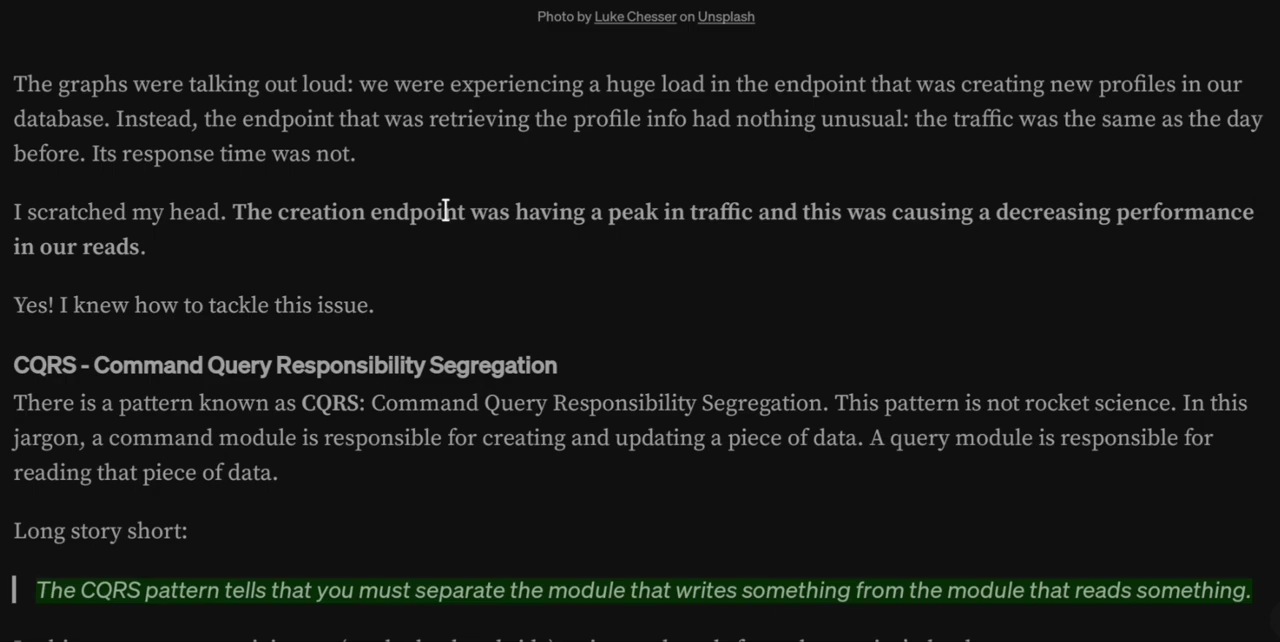 Photo by Luke Chesser on Unsplash
The graphs were talking out loud: we were experiencing a huge load in the endpoint that was creating new profiles in our
database. Instead, the endpoint that was retrieving the profile info had nothing unusual: the traffic was the same as the day
before. Its response time was not.
I scratched my head. The creation endpoint was having a peak in traffic and this was causing a decreasing performance
in our reads.
Yes! I knew how to tackle this issue.
CQRS - Command Query Responsibility Segregation
There is a pattern known as CQRS: Command Query Responsibility Segregation. This pattern is not rocket science. In this
jargon, a command module is responsible for creating and updating a piece of data. A query module is responsible for
reading that piece of data.
Long story short:
The CQRS pattern tells that you must separate the module that writes something from the module that reads something.